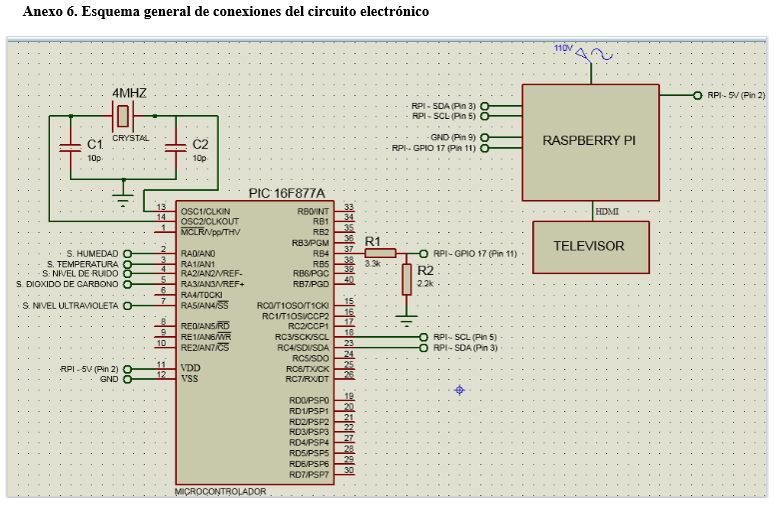 Anexo 6. Esquema general de conexiones del circuito electrónico
110V
4MHZ
CRYSTAL
C1
10p
C2
10p
RPI - SDA (Pin 3)
RPI - SCL (Pin 5)
GND (Pin 9)
RPI - GPIO 17 (Pin 11)
RASPBERRY PI
RPI - 5V (Pin 2)
HDMI
TELEVISOR
PIC 16F877A
13 OSC1/CLKIN
14 OSC2/CLKOUT
1 MCLR/Vpp/THV
S. HUMEDAD 2 RA0/AN0
S. TEMPERATURA 3 RA1/AN1
S. NIVEL DE RUIDO 4 RA2/AN2/VREF-
S. DIOXIDO DE CARBONO 5 RA3/AN3/VREF+
6 RA4/T0CKI
S. NIVEL ULTRAVIOLETA 7 RA5/AN4/SS
8 RE0/AN5/RD
9 RE1/AN6/WR
10 RE2/AN7/CS
RPI - 5V (Pin 2) 11 VDD
GND 12 VSS
RB0/INT 33
RB1 34
RB2 35
RB3/PGM 36
RB4 37
RB5 38
RB6/PGC 39
RB7/PGD 40
R1
3.3k
RPI - GPIO 17 (Pin 11)
R2
2.2k
RC0/T1OSO/T1CKI 15
RC1/T1OSI/CCP2 16
RC2/CCP1 17
RC3/SCK/SCL 18 RPI - SCL (Pin 5)
RC4/SDI/SDA 23 RPI - SDA (Pin 3)
RC5/SDO 24
RC6/TX/CK 25
RC7/RX/DT 26
RD0/PSP0 19
RD1/PSP1 20
RD2/PSP2 21
RD3/PSP3 22
RD4/PSP4 27
RD5/PSP5 28
RD6/PSP6 29
RD7/PSP7 30
MICROCONTROLADOR